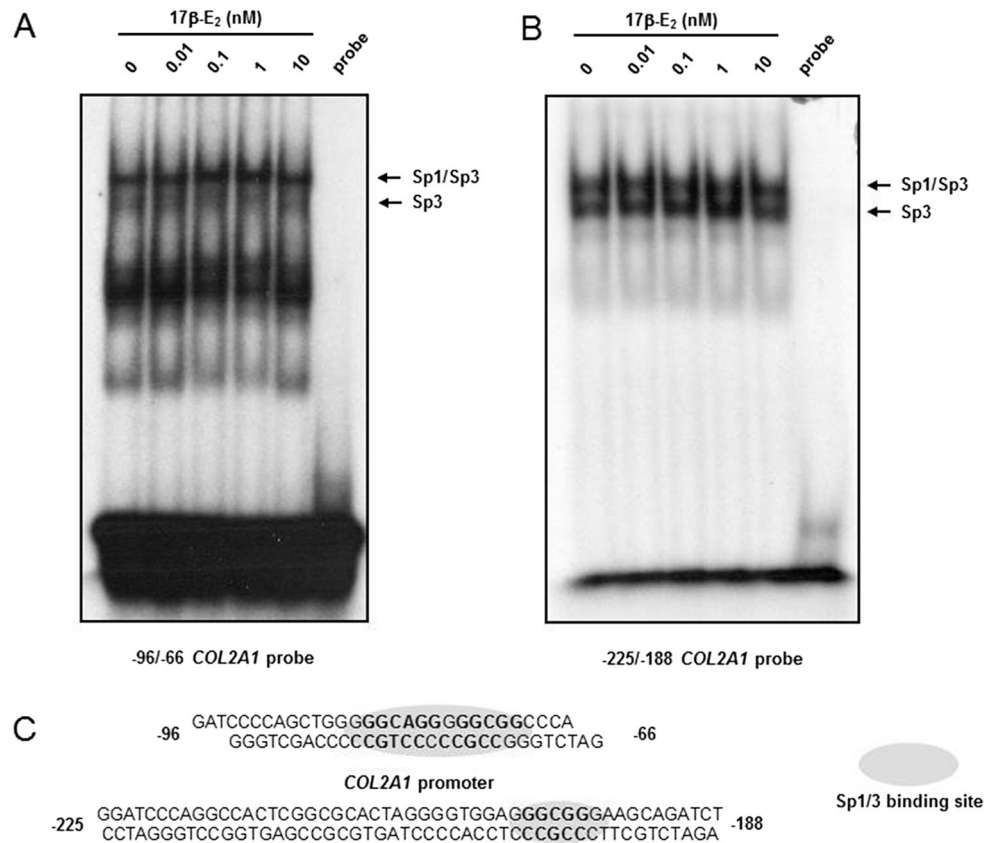 A
17β-E₂ (nM)
0 0.01 0.1 1 10 probe
Sp1/Sp3
Sp3
-96/-66 COL2A1 probe
B
17β-E₂ (nM)
0 0.01 0.1 1 10 probe
Sp1/Sp3
Sp3
-225/-188 COL2A1 probe
C
-96 GATCCCCAGCTGGGGGGCAGGGGGCGGCCCA -66
GGGTCGACCCCCCGTCCCCCGCCGGGTCTAG
COL2A1 promoter
-225 GGATCCCAGGCCACTCGGCGCACTAGGGGTGGAGGGCGGGAAGCAGATCT -188
CCTAGGGTCCGGTGAGCCGCGTGATCCCCACCTCCCGCCCTTCGTCTAGA
Sp1/3 binding site